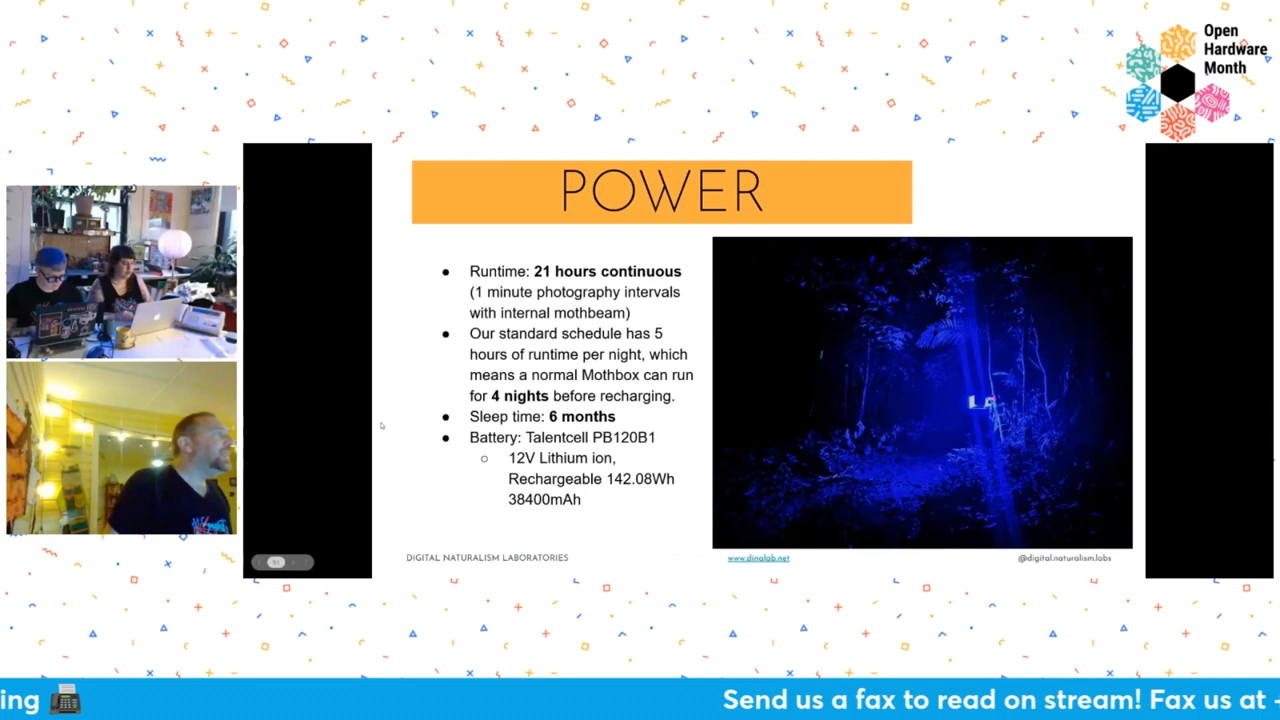 Open
Hardware
Month
POWER
● Runtime: 21 hours continuous
(1 minute photography intervals
with internal mothbeam)
● Our standard schedule has 5
hours of runtime per night, which
means a normal Mothbox can run
for 4 nights before recharging.
● Sleep time: 6 months
● Battery: Talentcell PB120B1
○ 12V Lithium ion,
Rechargeable 142.08Wh
38400mAh
DIGITAL NATURALISM LABORATORIES
www.dinalab.net
@digital.naturalism.labs
ing
Send us a fax to read on stream! Fax us at